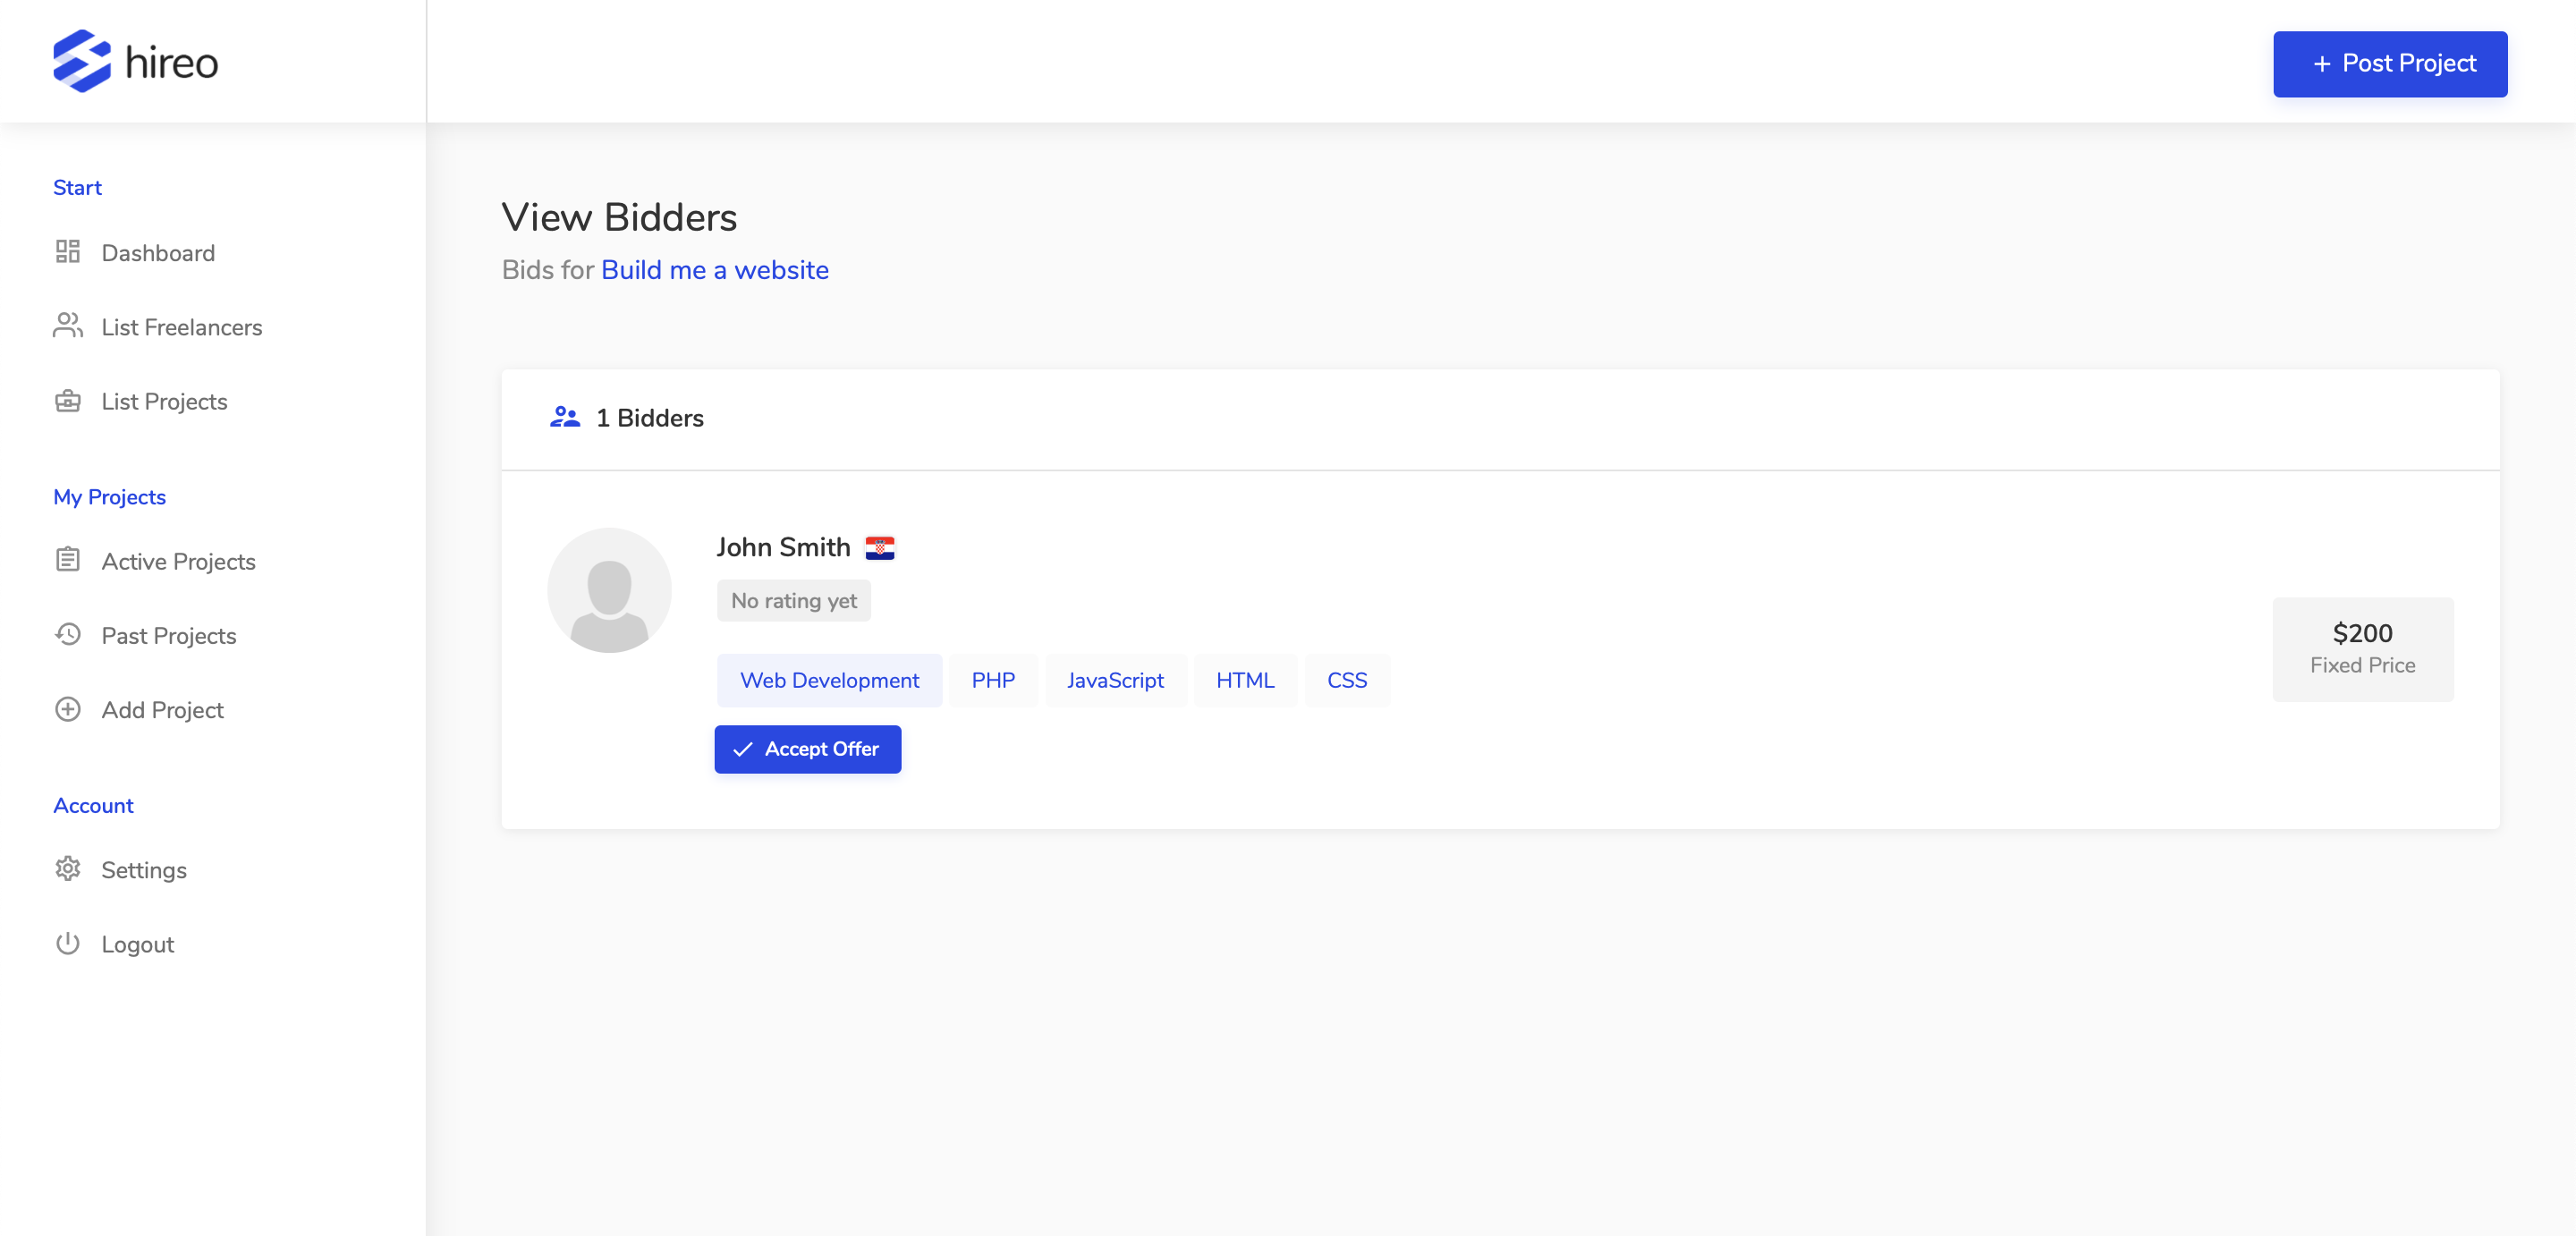 hireo
+ Post Project
Start
Dashboard
List Freelancers
List Projects
My Projects
Active Projects
Past Projects
Add Project
Account
Settings
Logout
View Bidders
Bids for Build me a website
1 Bidders
John Smith
No rating yet
Web Development PHP JavaScript HTML CSS
Accept Offer
$200
Fixed Price